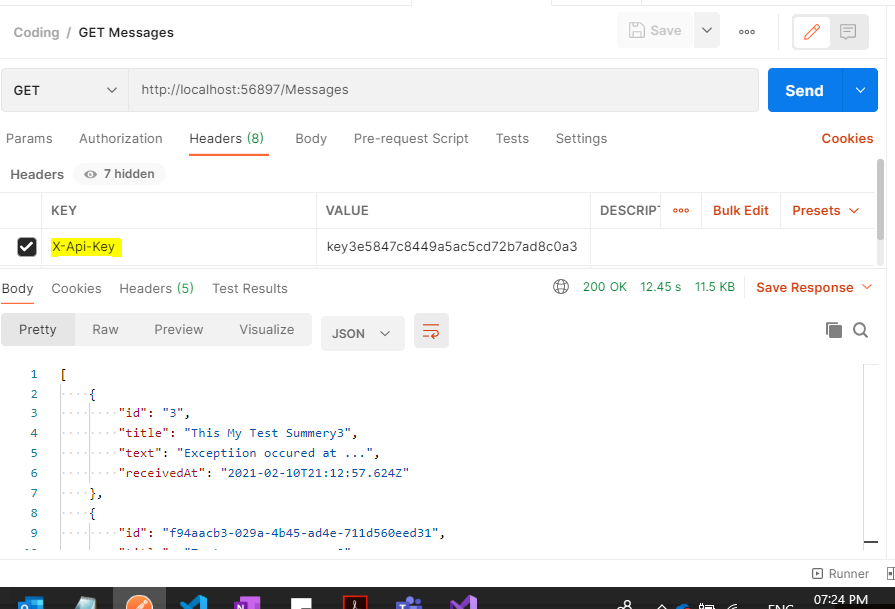 Coding / GET Messages
Save
GET
http://localhost:56897/Messages
Send
Params Authorization Headers (8) Body Pre-request Script Tests Settings Cookies
Headers 7 hidden
KEY VALUE DESCRIPT Bulk Edit Presets
X-Api-Key key3e5847c8449a5ac5cd72b7ad8c0a3
Body Cookies Headers (5) Test Results 200 OK 12.45 s 11.5 KB Save Response
Pretty Raw Preview Visualize JSON
1 [
2 {
3 "id": "3",
4 "title": "This My Test Summery3",
5 "text": "Exceptiion occured at ...",
6 "receivedAt": "2021-02-10T21:12:57.624Z"
7 },
8 {
9 "id": "f94aacb3-029a-4b45-ad4e-711d560eed31",
Runner
ENG
07:24 PM